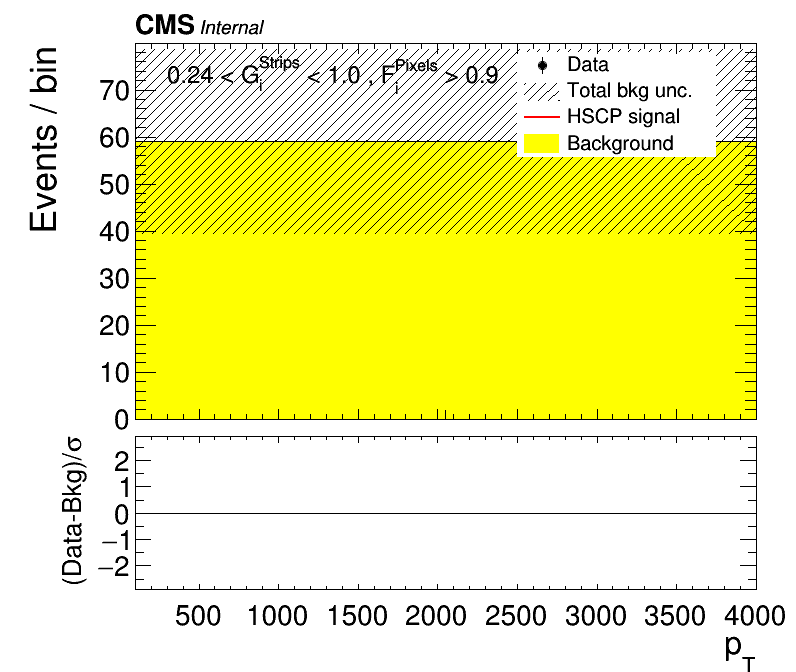 CMS Internal
0.24 < G_i^Strips < 1.0 , F_i^Pixels > 0.9
Data
Total bkg unc.
HSCP signal
Background
Events / bin
70
60
50
40
30
20
10
0
(Data-Bkg)/σ
2
1
0
−1
−2
500 1000 1500 2000 2500 3000 3500 4000
p_T